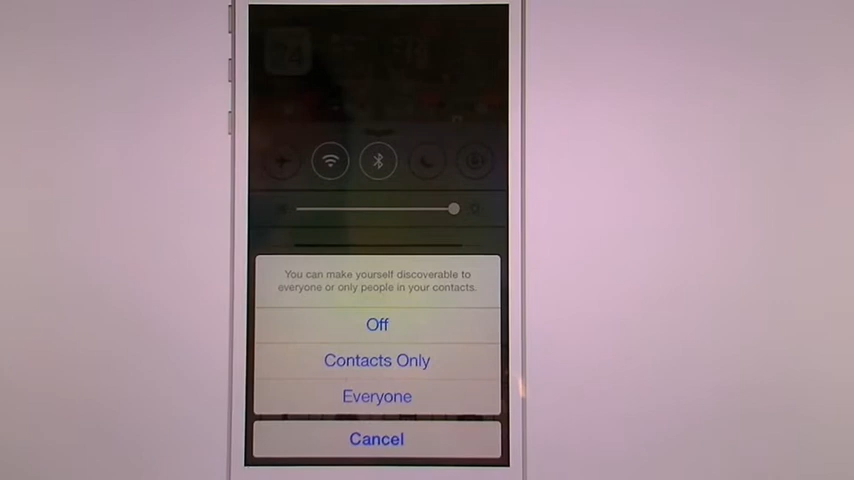 You can make yourself discoverable to
everyone or only people in your contacts.
Off
Contacts Only
Everyone
Cancel